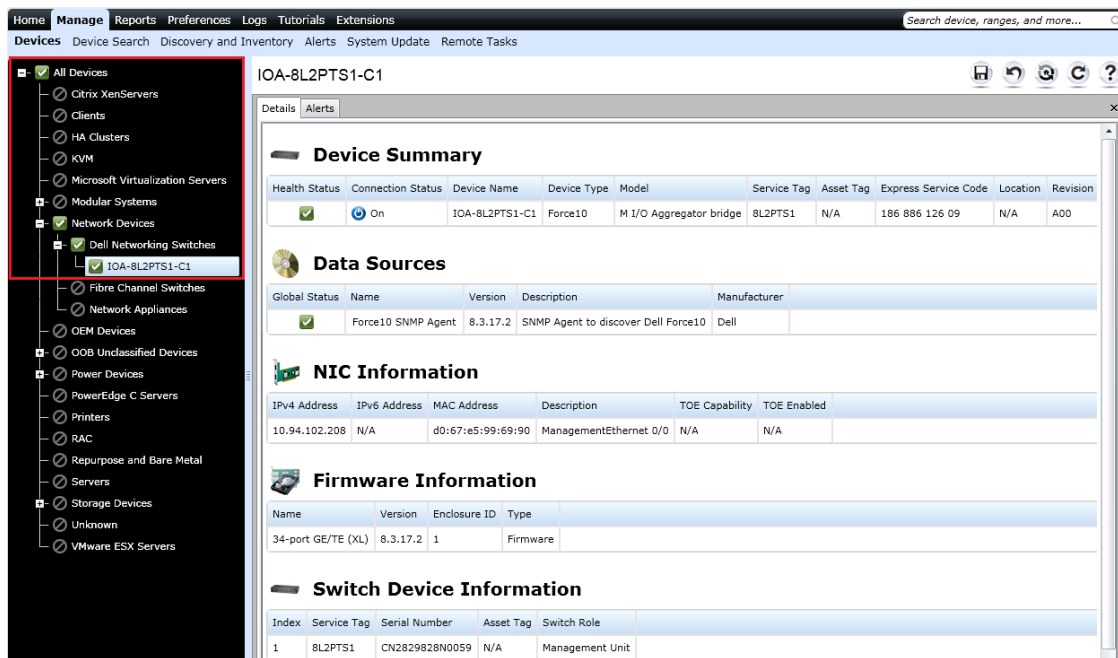 Home Manage Reports Preferences Logs Tutorials Extensions Search device, ranges, and more...
Devices Device Search Discovery and Inventory Alerts System Update Remote Tasks
All Devices
Citrix XenServers
Clients
HA Clusters
KVM
Microsoft Virtualization Servers
Modular Systems
Network Devices
Dell Networking Switches
IOA-8L2PTS1-C1
Fibre Channel Switches
Network Appliances
OEM Devices
OOB Unclassified Devices
Power Devices
PowerEdge C Servers
Printers
RAC
Repurpose and Bare Metal
Servers
Storage Devices
Unknown
VMware ESX Servers
IOA-8L2PTS1-C1
Details Alerts
Device Summary
Health Status Connection Status Device Name Device Type Model Service Tag Asset Tag Express Service Code Location Revision
On IOA-8L2PTS1-C1 Force10 M I/O Aggregator bridge 8L2PTS1 N/A 186 886 126 09 N/A A00
Data Sources
Global Status Name Version Description Manufacturer
Force10 SNMP Agent 8.3.17.2 SNMP Agent to discover Dell Force10 Dell
NIC Information
IPv4 Address IPv6 Address MAC Address Description TOE Capability TOE Enabled
10.94.102.208 N/A d0:67:e5:99:69:90 ManagementEthernet 0/0 N/A N/A
Firmware Information
Name Version Enclosure ID Type
34-port GE/TE (XL) 8.3.17.2 1 Firmware
Switch Device Information
Index Service Tag Serial Number Asset Tag Switch Role
1 8L2PTS1 CN2829828N0059 N/A Management Unit